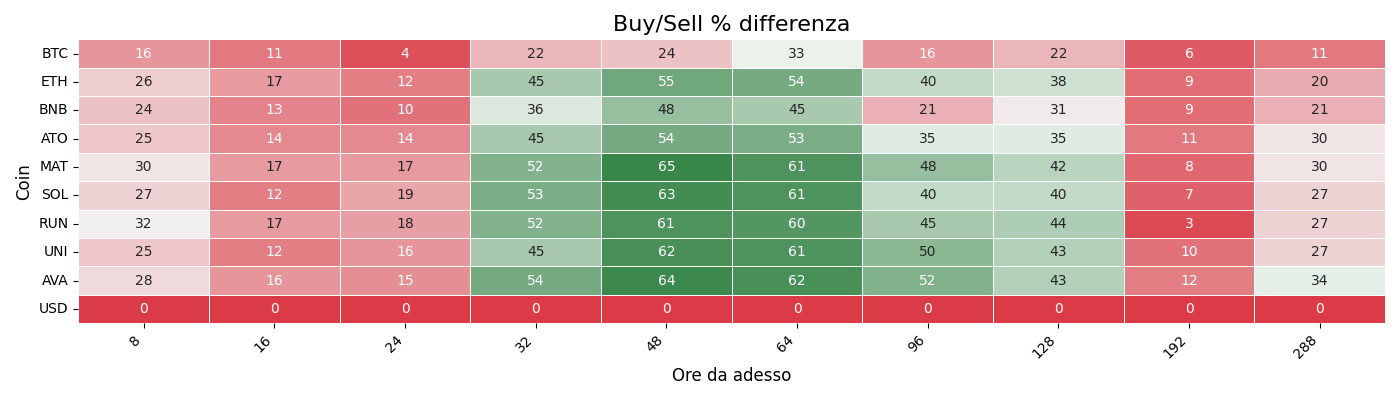 Buy/Sell % differenza
Coin
BTC 16 11 4 22 24 33 16 22 6 11
ETH 26 17 12 45 55 54 40 38 9 20
BNB 24 13 10 36 48 45 21 31 9 21
ATO 25 14 14 45 54 53 35 35 11 30
MAT 30 17 17 52 65 61 48 42 8 30
SOL 27 12 19 53 63 61 40 40 7 27
RUN 32 17 18 52 61 60 45 44 3 27
UNI 25 12 16 45 62 61 50 43 10 27
AVA 28 16 15 54 64 62 52 43 12 34
USD 0 0 0 0 0 0 0 0 0 0
8 16 24 32 48 64 96 128 192 288
Ore da adesso